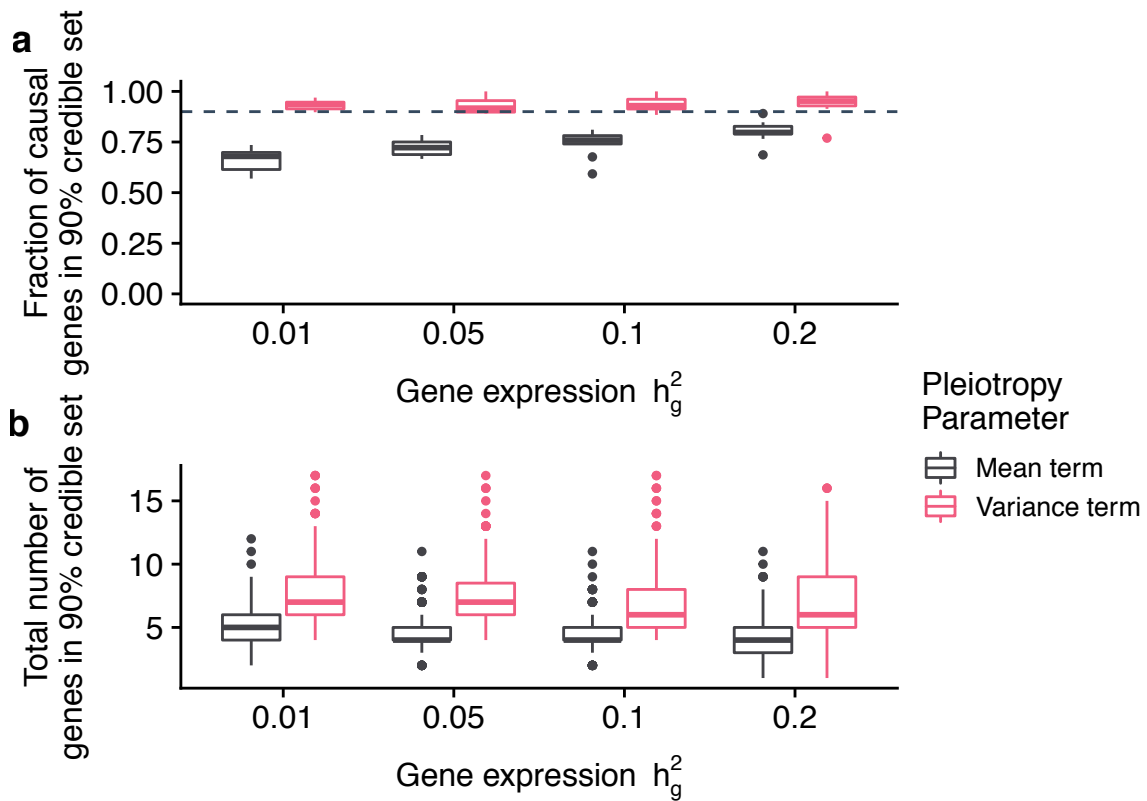 a
Fraction of causal
genes in 90% credible set
1.00
0.75
0.50
0.25
0.00
0.01 0.05 0.1 0.2
Gene expression h²g
b
Total number of
genes in 90% credible set
15
10
5
0.01 0.05 0.1 0.2
Gene expression h²g
Pleiotropy
Parameter
Mean term
Variance term